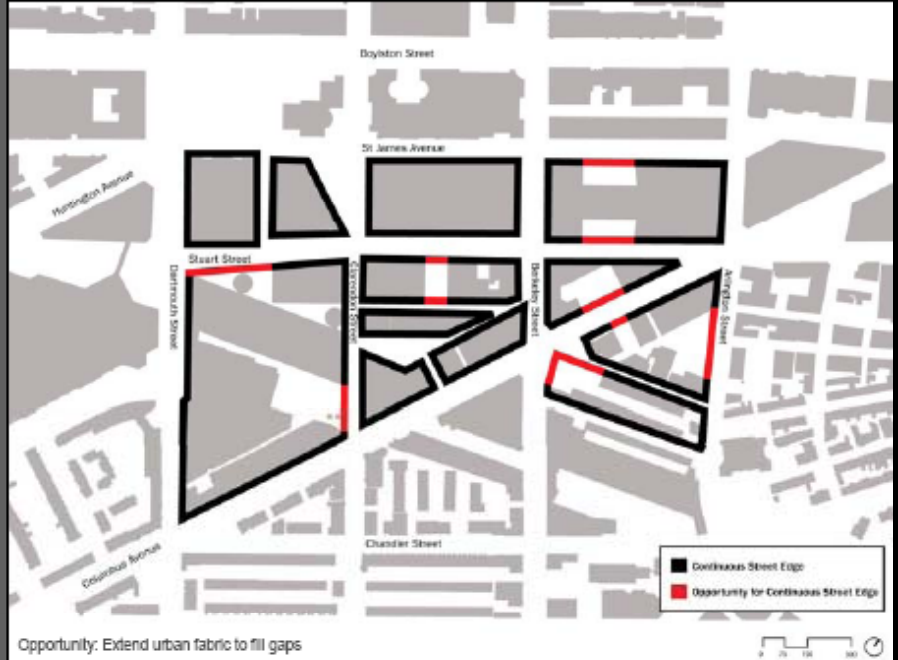 Boylston Street
St James Avenue
Huntington Avenue
Stuart Street
Dartmouth Street
Clarendon Street
Berkeley Street
Arlington Street
Chandler Street
Columbus Avenue
Continuous Street Edge
Opportunity for Continuous Street Edge
Opportunity: Extend urban fabric to fill gaps
0